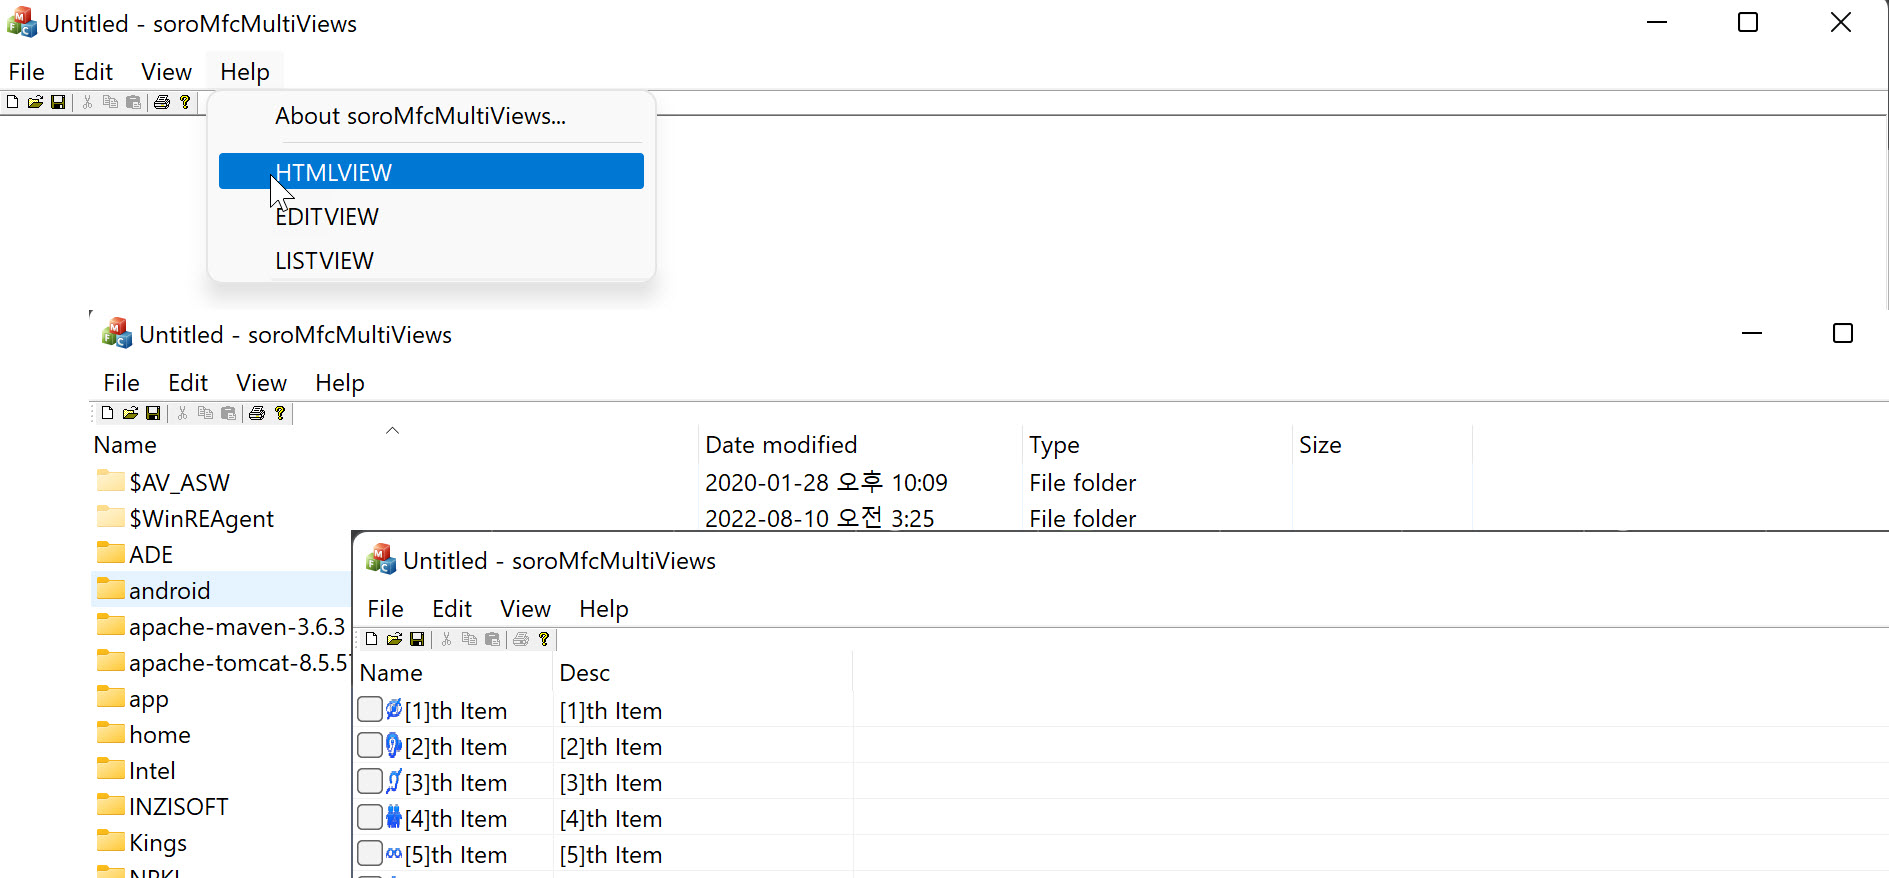 Untitled - soroMfcMultiViews
File Edit View Help
About soroMfcMultiViews...
HTMLVIEW
EDITVIEW
LISTVIEW
Untitled - soroMfcMultiViews
File Edit View Help
Name Date modified Type Size
$AV_ASW 2020-01-28 오후 10:09 File folder
$WinREAgent 2022-08-10 오전 3:25 File folder
ADE
android
apache-maven-3.6.3
apache-tomcat-8.5.5
app
home
Intel
INZISOFT
Kings
NPKI
Untitled - soroMfcMultiViews
File Edit View Help
Name Desc
[1]th Item [1]th Item
[2]th Item [2]th Item
[3]th Item [3]th Item
[4]th Item [4]th Item
[5]th Item [5]th Item